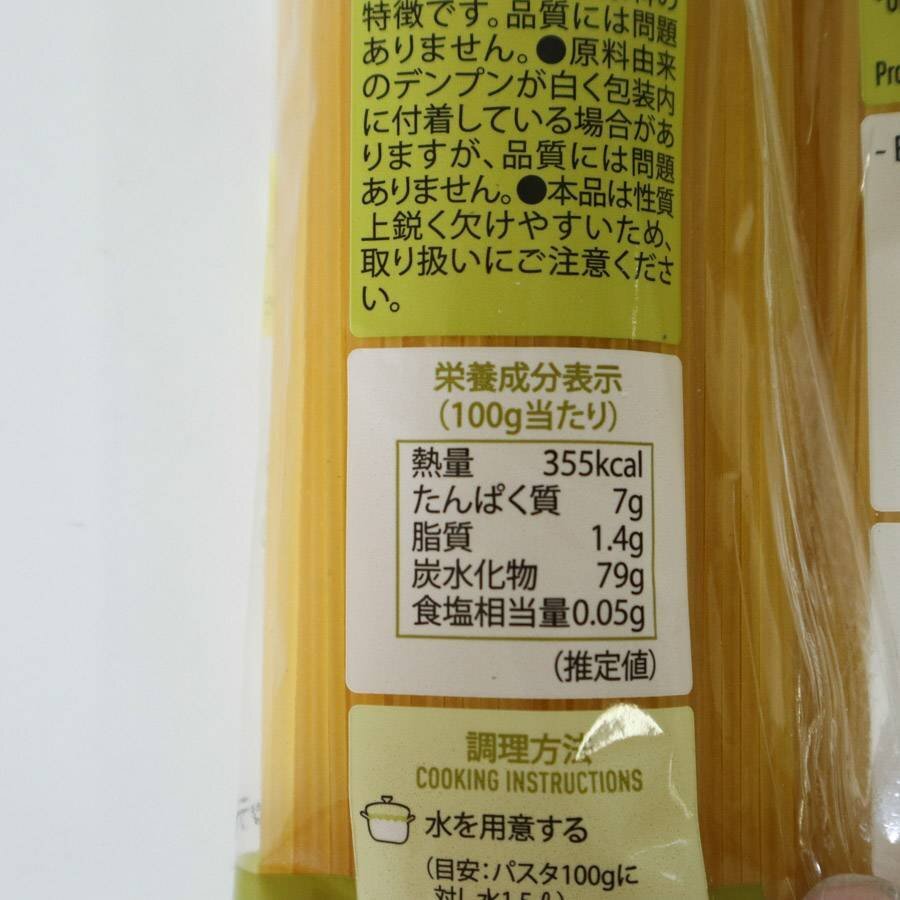 特徴です。品質には問題
ありません。●原料由来
のデンプンが白く包装内
に付着している場合があ
りますが、品質には問題
ありません。●本品は性質
上鋭く欠けやすいため、
取り扱いにご注意くださ
い。
栄養成分表示
(100g当たり)
熱量 355kcal
たんぱく質 7g
脂質 1.4g
炭水化物 79g
食塩相当量0.05g
(推定値)
調理方法
COOKING INSTRUCTIONS
水を用意する
(目安:パスタ100gに
対し水1.5ℓ)
Pro